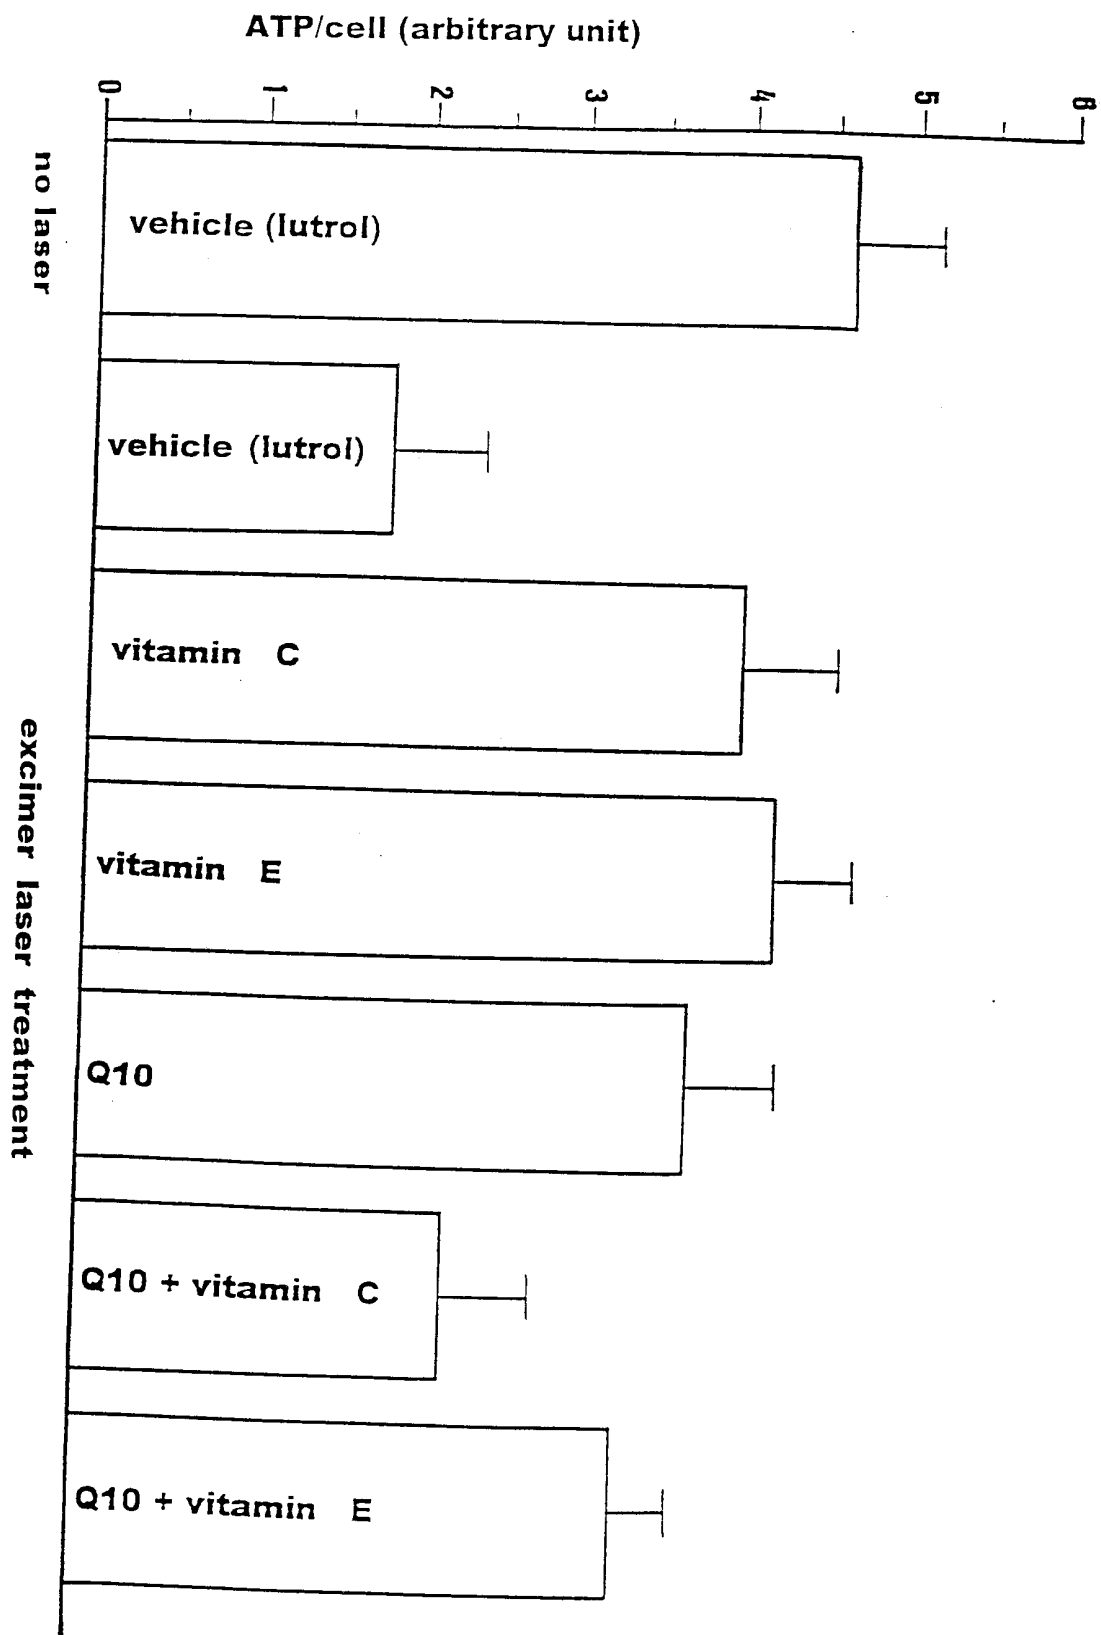 ATP/cell (arbitrary unit)
0 1 2 3 4 5 6
no laser
vehicle (lutrol)
vehicle (lutrol)
vitamin C
vitamin E
Q10
Q10 + vitamin C
Q10 + vitamin E
excimer laser treatment